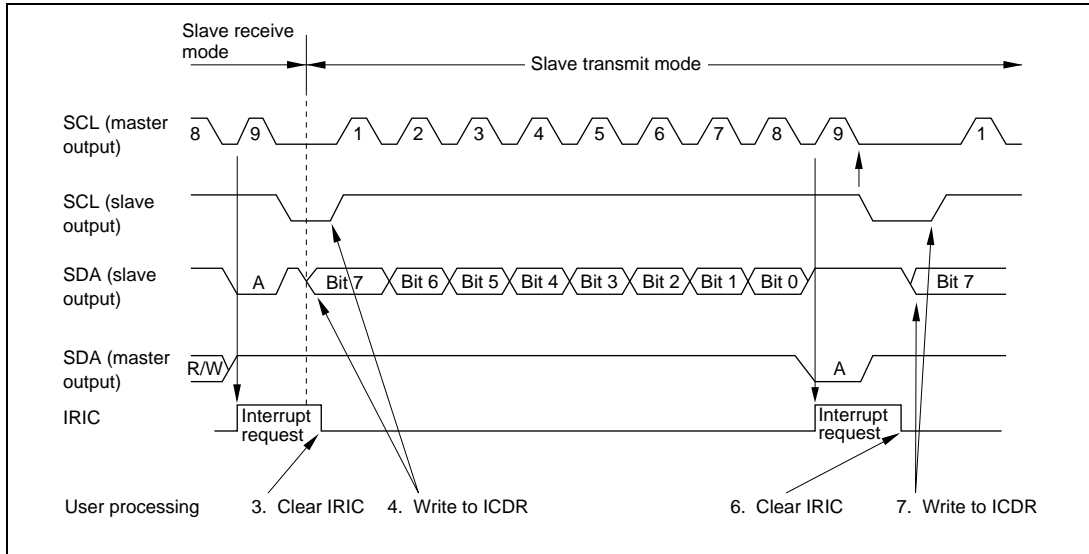 Slave receive
mode
Slave transmit mode
SCL (master
output)
8 9 1 2 3 4 5 6 7 8 9 1
SCL (slave
output)
SDA (slave
output)
A Bit 7 Bit 6 Bit 5 Bit 4 Bit 3 Bit 2 Bit 1 Bit 0 Bit 7
SDA (master
output)
R/W A
IRIC
Interrupt
request
Interrupt
request
User processing 3. Clear IRIC 4. Write to ICDR 6. Clear IRIC 7. Write to ICDR